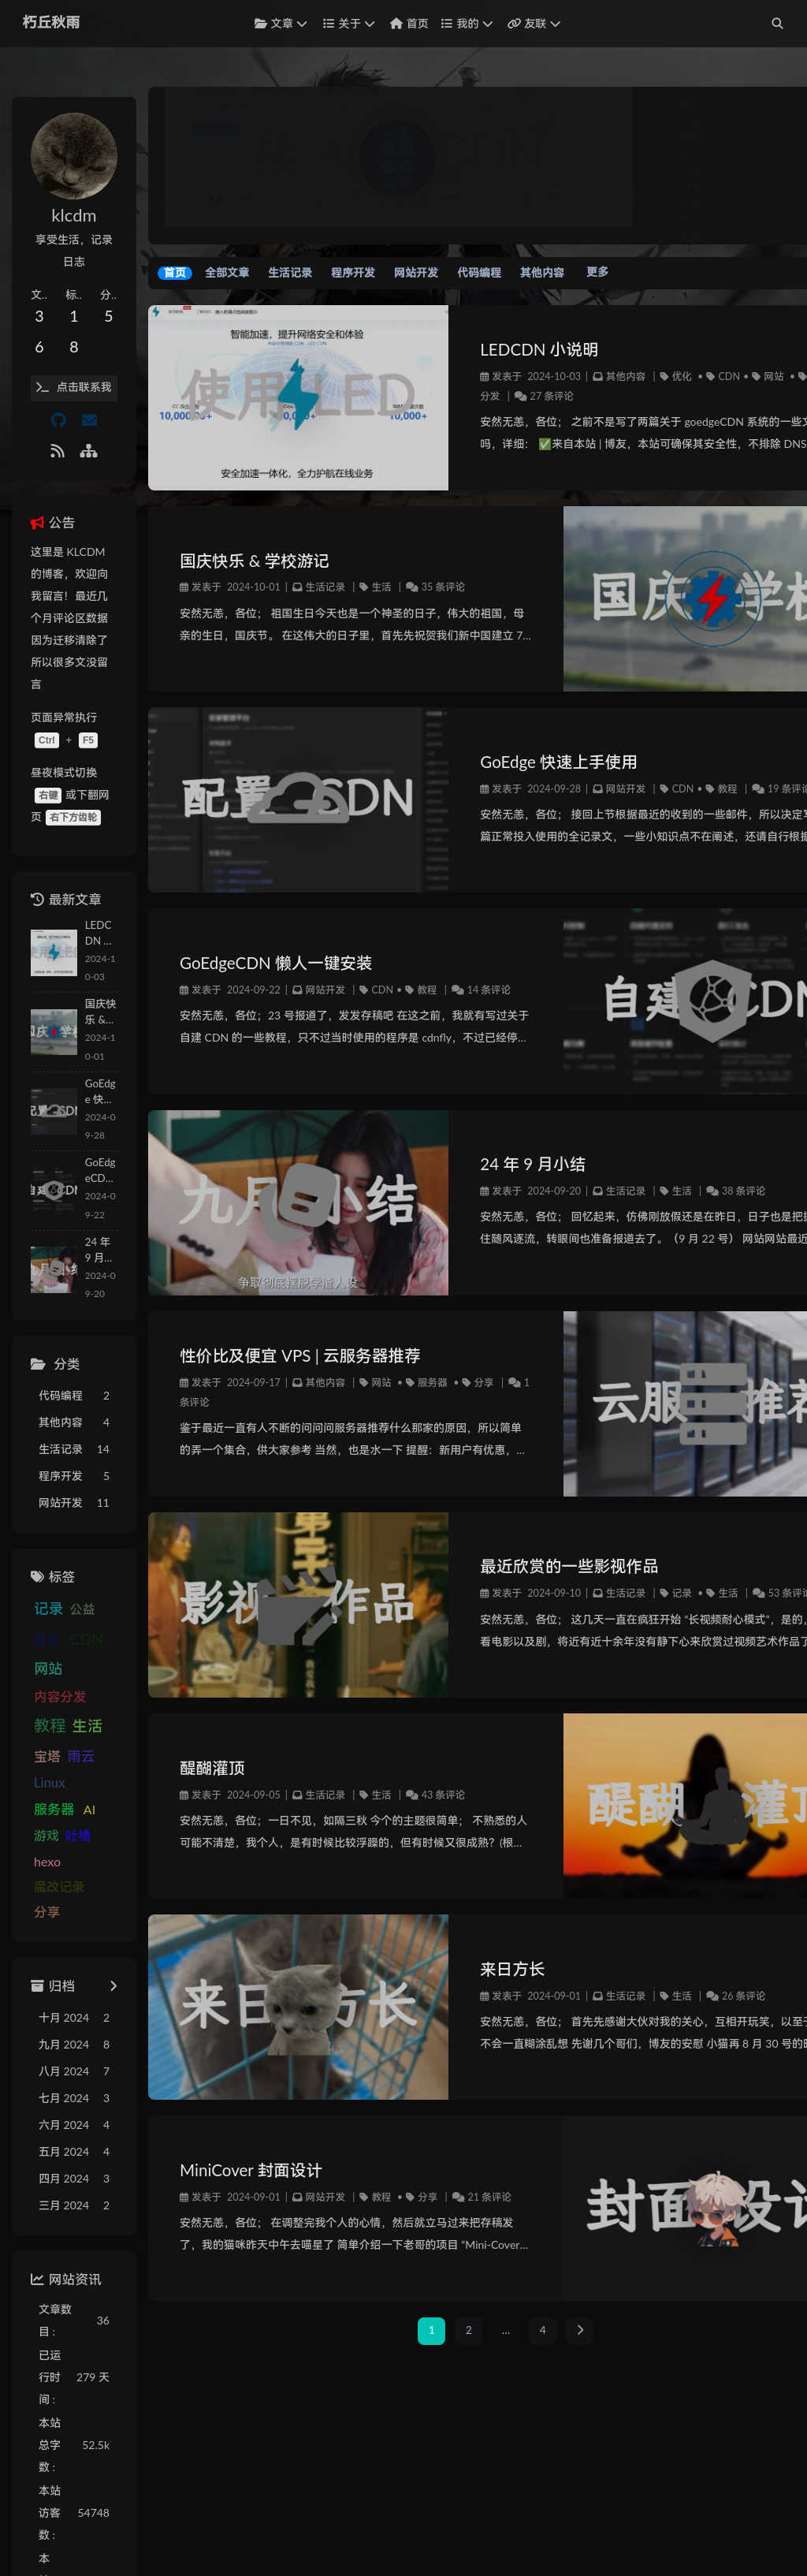 朽丘秋雨
文章 关于 首页 我的 友联
klcdm
享受生活，记录
日志
文.. 标.. 分..
3 1 5
6 8
点击联系我
公告
这里是 KLCDM
的博客，欢迎向
我留言！最近几
个月评论区数据
因为迁移清除了
所以很多文没留
言
页面异常执行
Ctrl + F5
昼夜模式切换
右键 或下翻网
页 右下方齿轮
最新文章
LEDC
DN ...
2024-1
0-03
国庆快
乐 &...
2024-1
0-01
GoEdg
e 快...
2024-0
9-28
GoEdg
eCD...
2024-0
9-22
24 年
9 月...
2024-0
9-20
分类
代码编程 2
其他内容 4
生活记录 14
程序开发 5
网站开发 11
标签
记录 公益
CDN
网站
内容分发
教程 生活
宝塔 雨云
Linux
服务器 AI
游戏 吐槽
hexo
魔改记录
分享
归档
十月 2024 2
九月 2024 8
八月 2024 7
七月 2024 3
六月 2024 4
五月 2024 4
四月 2024 3
三月 2024 2
网站资讯
文章数
目 : 36
已运
行时 279 天
间 :
本站
总字 52.5k
数 :
本站
访客 54748
数 :
本
首页 全部文章 生活记录 程序开发 网站开发 代码编程 其他内容 更多
智能加速，提升网络安全和体验
使用 LED
10,000
安全加速一体化，全力护航在线业务
LEDCDN 小说明
发表于 2024-10-03 | 其他内容 | 优化 • CDN • 网站 •
分发 | 27 条评论
安然无恙，各位； 之前不是写了两篇关于 goedgeCDN 系统的一些文
吗，详细： ✅来自本站 | 博友，本站可确保其安全性，不排除 DNS
国庆快乐 & 学校游记
发表于 2024-10-01 | 生活记录 | 生活 | 35 条评论
安然无恙，各位； 祖国生日今天也是一个神圣的日子，伟大的祖国，母
亲的生日，国庆节。 在这伟大的日子里，首先先祝贺我们新中国建立 7...
国庆 学校
配置 CDN
GoEdge 快速上手使用
发表于 2024-09-28 | 网站开发 | CDN • 教程 | 19 条评论
安然无恙，各位； 接回上节根据最近的收到的一些邮件，所以决定写
篇正常投入使用的全记录文，一些小知识点不在阐述，还请自行根据
GoEdgeCDN 懒人一键安装
发表于 2024-09-22 | 网站开发 | CDN • 教程 | 14 条评论
安然无恙，各位；23 号报道了，发发存稿吧 在这之前，我就有写过关于
自建 CDN 的一些教程，只不过当时使用的程序是 cdnfly，不过已经停...
自建 CDN
九月 小结
争取彻底摆脱学渣人设
24 年 9 月小结
发表于 2024-09-20 | 生活记录 | 生活 | 38 条评论
安然无恙，各位； 回忆起来，仿佛刚放假还是在昨日，日子也是把握
住随风逐流，转眼间也准备报道去了。（9 月 22 号） 网站网站最近
性价比及便宜 VPS | 云服务器推荐
发表于 2024-09-17 | 其他内容 | 网站 • 服务器 • 分享 | 1
条评论
鉴于最近一直有人不断的问问问服务器推荐什么那家的原因，所以简单
的弄一个集合，供大家参考 当然，也是水一下 提醒：新用户有优惠，...
云服 推荐
影视 作品
最近欣赏的一些影视作品
发表于 2024-09-10 | 生活记录 | 记录 • 生活 | 53 条评论
安然无恙，各位； 这几天一直在疯狂开始 “长视频耐心模式”，是的，
看电影以及剧，将近有近十余年没有静下心来欣赏过视频艺术作品了
醍醐灌顶
发表于 2024-09-05 | 生活记录 | 生活 | 43 条评论
安然无恙，各位；一日不见，如隔三秋 今个的主题很简单； 不熟悉的人
可能不清楚，我个人，是有时候比较浮躁的，但有时候又很成熟？(根...
醍醐 灌顶
来日方长
来日方长
发表于 2024-09-01 | 生活记录 | 生活 | 26 条评论
安然无恙，各位； 首先先感谢大伙对我的关心，互相开玩笑，以至于
不会一直糊涂乱想 先谢几个哥们，博友的安慰 小猫再 8 月 30 号的
MiniCover 封面设计
发表于 2024-09-01 | 网站开发 | 教程 • 分享 | 21 条评论
安然无恙，各位； 在调整完我个人的心情，然后就立马过来把存稿发
了，我的猫咪昨天中午去喵星了 简单介绍一下老哥的项目 “Mini-Cover...
封面 设计
1 2 ... 4